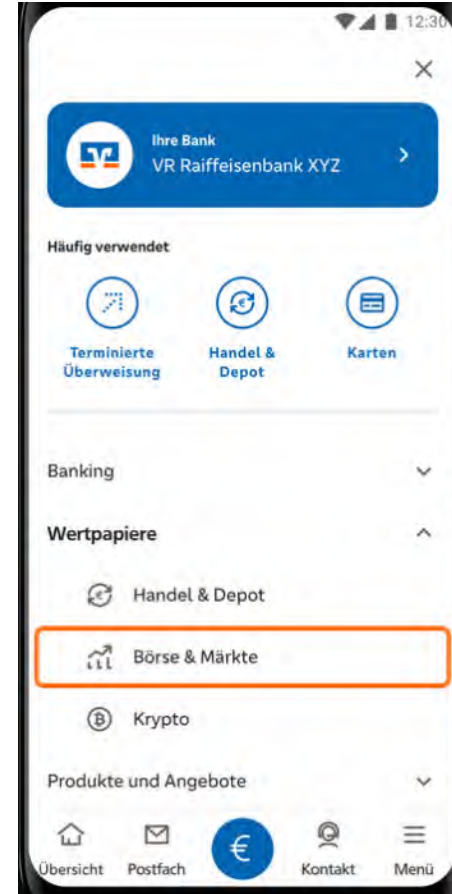 12:30
Ihre Bank
VR Raiffeisenbank XYZ
Häufig verwendet
Terminierte
Überweisung
Handel &
Depot
Karten
Banking
Wertpapiere
Handel & Depot
Börse & Märkte
Krypto
Produkte und Angebote
€
Übersicht Postfach Kontakt Menü